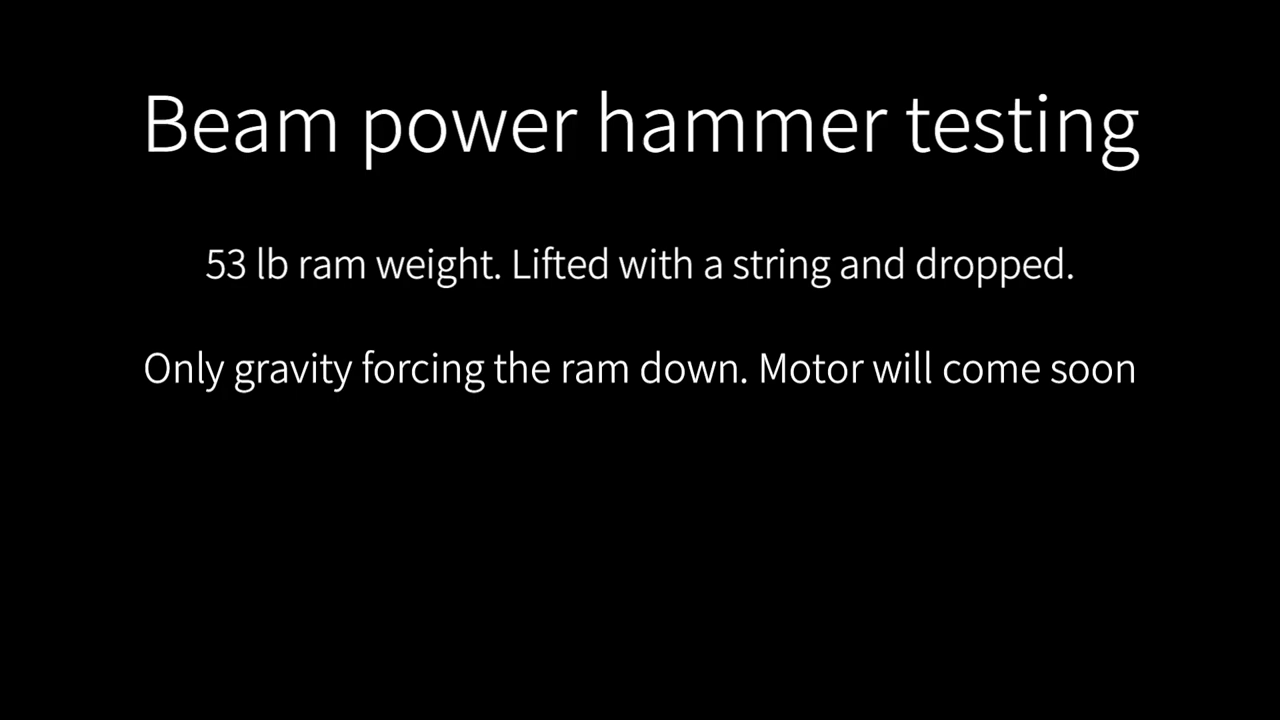 Beam power hammer testing
53 lb ram weight. Lifted with a string and dropped.
Only gravity forcing the ram down. Motor will come soon